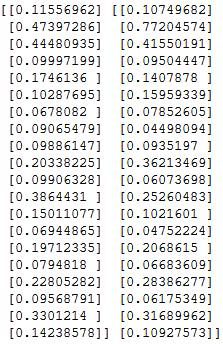 [[0.11556962] [[0.10749682]
[0.47397286] [0.77204574]
[0.44480935] [0.41550191]
[0.09997199] [0.09504447]
[0.1746136 ] [0.1407878 ]
[0.10287695] [0.15959339]
[0.0678082 ] [0.07852605]
[0.09065479] [0.04498094]
[0.09886147] [0.0935197 ]
[0.20338225] [0.36213469]
[0.09906328] [0.06073698]
[0.3864431 ] [0.25260483]
[0.15011077] [0.1021601 ]
[0.06944865] [0.04752224]
[0.19712335] [0.2068615 ]
[0.0794818 ] [0.06683609]
[0.22805282] [0.28386277]
[0.09568791] [0.06175349]
[0.3301214 ] [0.31689962]
[0.14238578]] [0.10927573]]